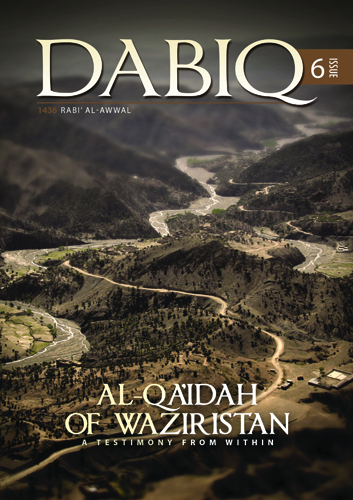 DABIQ
6 ISSUE
1436 RABI' AL-AWWAL
AL-QA'IDAH
OF WAZIRISTAN
A TESTIMONY FROM WITHIN